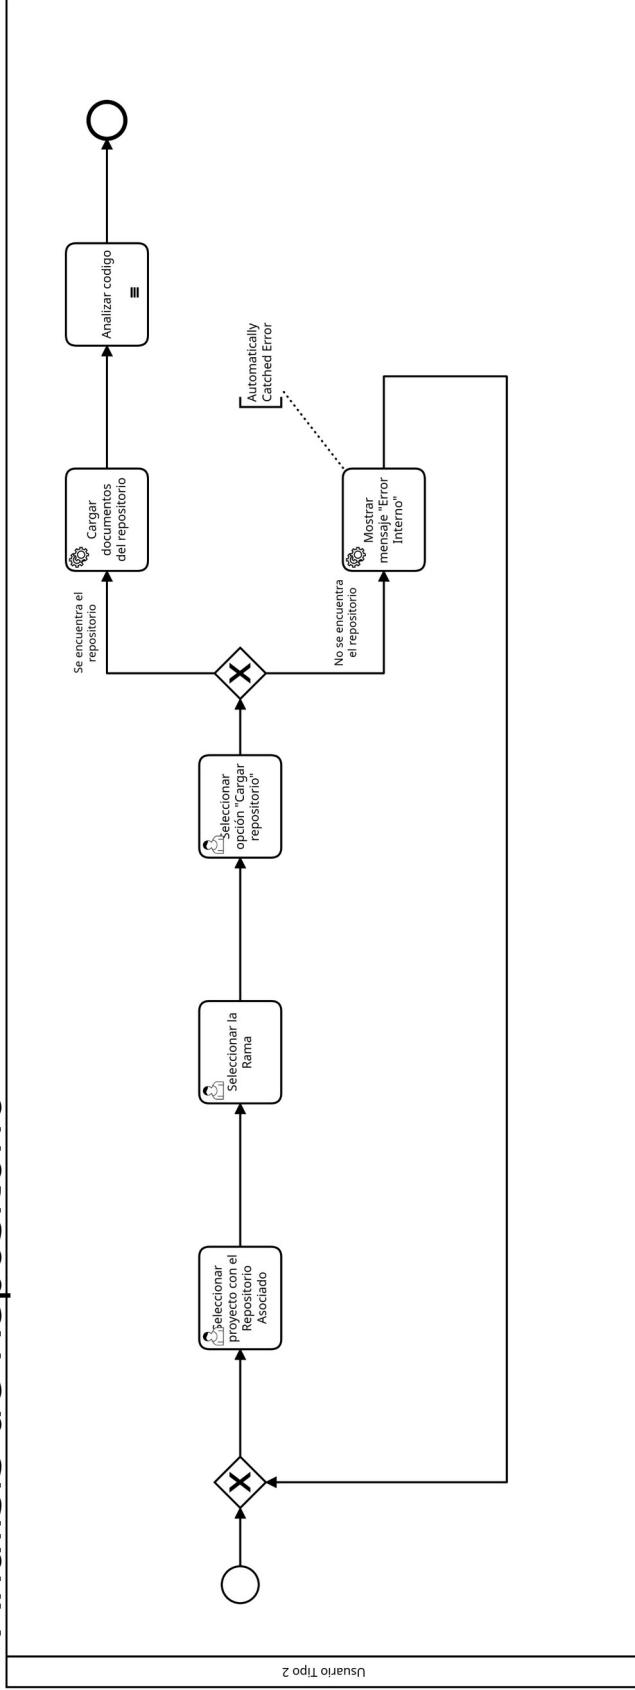 Usuario Tipo 2
Seleccionar
proyecto con el
Repositorio
Asociado
Seleccionar la
Rama
Seleccionar
opción "Cargar
repositorio"
Se encuentra el
repositorio
No se encuentra
el repositorio
Cargar
documentos
del repositorio
Mostrar
mensaje "Error
Interno"
Automatically
Catched Error
Analizar codigo